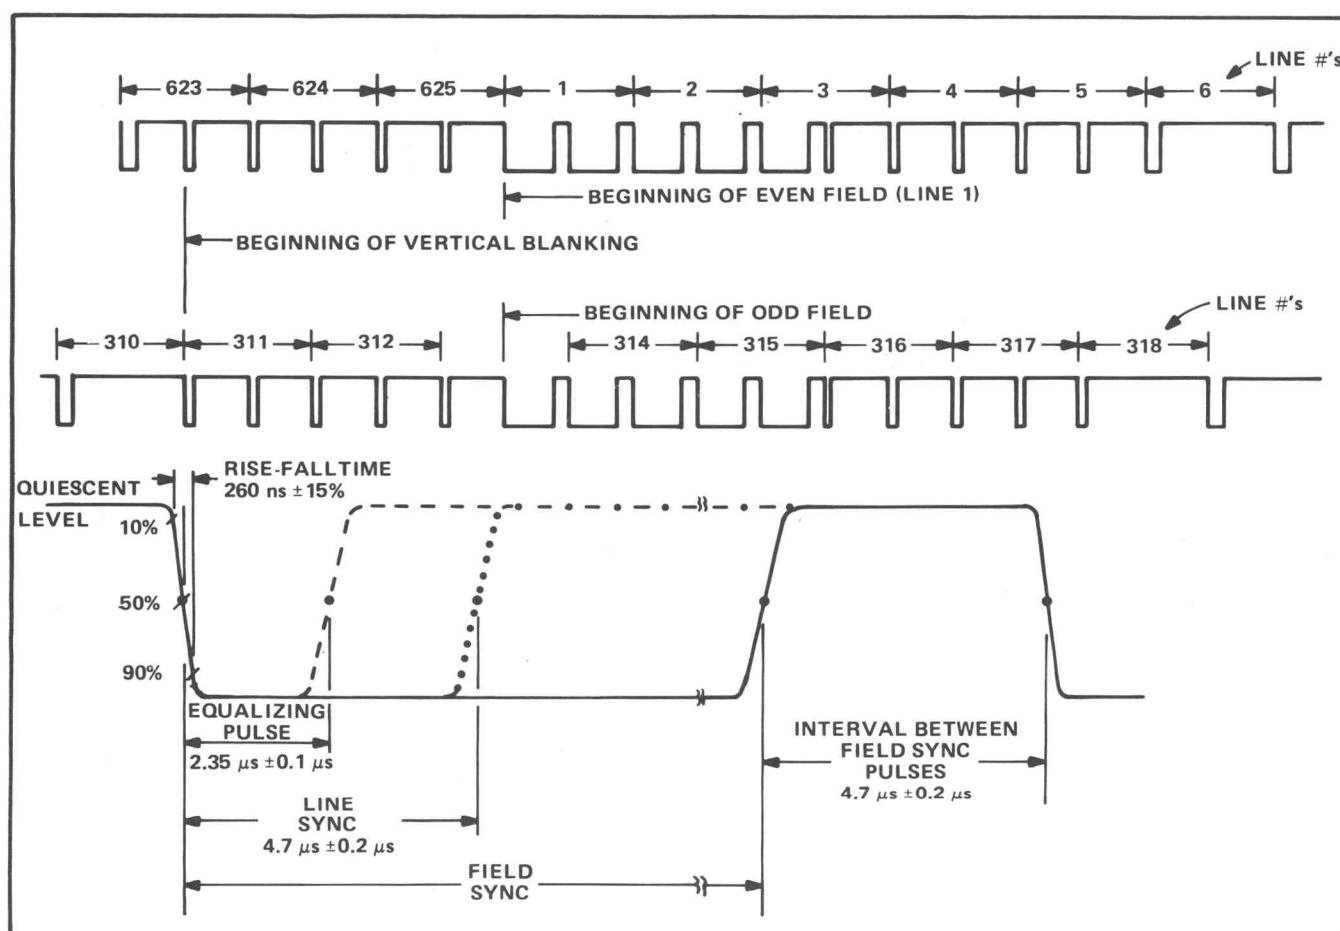 LINE #'s
623 624 625 1 2 3 4 5 6
BEGINNING OF EVEN FIELD (LINE 1)
BEGINNING OF VERTICAL BLANKING
BEGINNING OF ODD FIELD
LINE #'s
310 311 312 314 315 316 317 318
RISE-FALLTIME
260 ns ±15%
QUIESCENT
LEVEL
10%
50%
90%
EQUALIZING
PULSE
2.35 µs ±0.1 µs
INTERVAL BETWEEN
FIELD SYNC
PULSES
4.7 µs ±0.2 µs
LINE
SYNC
4.7 µs ±0.2 µs
FIELD
SYNC